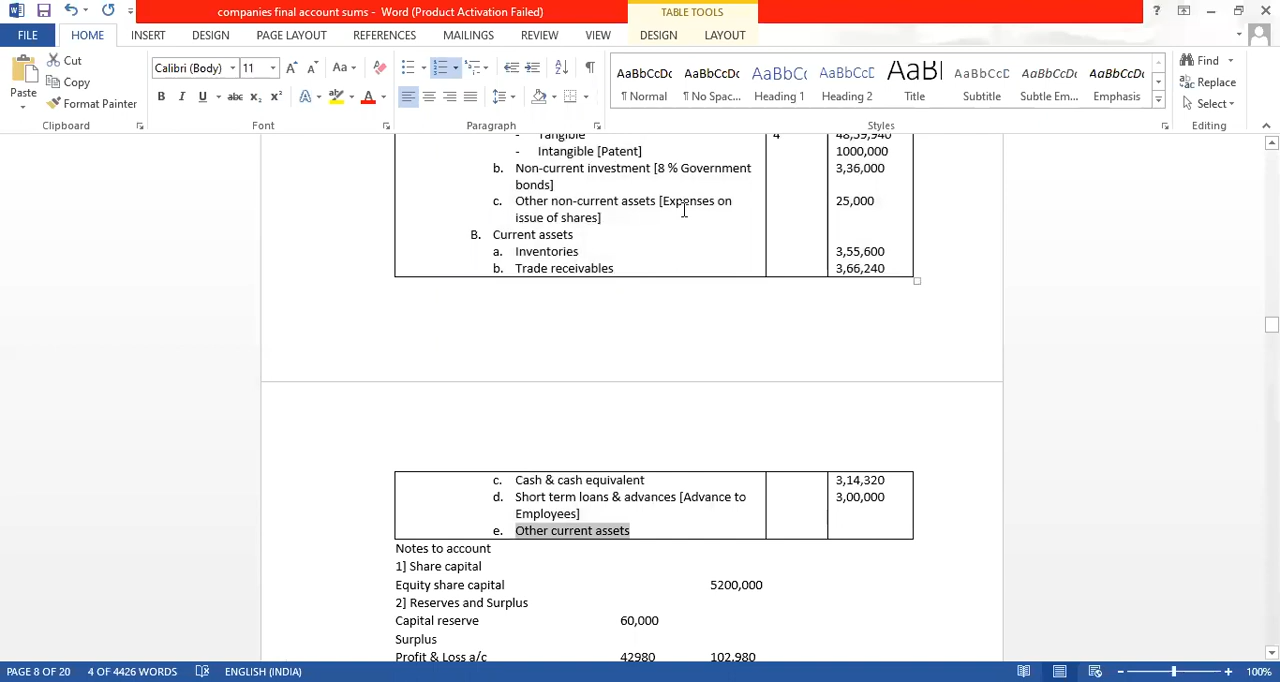 companies final account sums - Word (Product Activation Failed)
TABLE TOOLS
FILE HOME INSERT DESIGN PAGE LAYOUT REFERENCES MAILINGS REVIEW VIEW DESIGN LAYOUT
Paste
Cut
Copy
Format Painter
Clipboard
Calibri (Body) 11
Font
Paragraph
AaBbCcDc AaBbCcDc AaBbCc AaBbCcD AaBl AaBbCcD AaBbCcDc AaBbCcDc
¶ Normal ¶ No Spac... Heading 1 Heading 2 Title Subtitle Subtle Em... Emphasis
Styles
Find
Replace
Select
Editing
- Tangible 4 48,59,940
- Intangible [Patent] 1000,000
b. Non-current investment [8 % Government 3,36,000
bonds]
c. Other non-current assets [Expenses on 25,000
issue of shares]
B. Current assets
a. Inventories 3,55,600
b. Trade receivables 3,66,240
c. Cash & cash equivalent 3,14,320
d. Short term loans & advances [Advance to 3,00,000
Employees]
e. Other current assets
Notes to account
1] Share capital
Equity share capital 5200,000
2] Reserves and Surplus
Capital reserve 60,000
Surplus
Profit & Loss a/c 42980 102,980
PAGE 8 OF 20 4 OF 4426 WORDS ENGLISH (INDIA) 100%